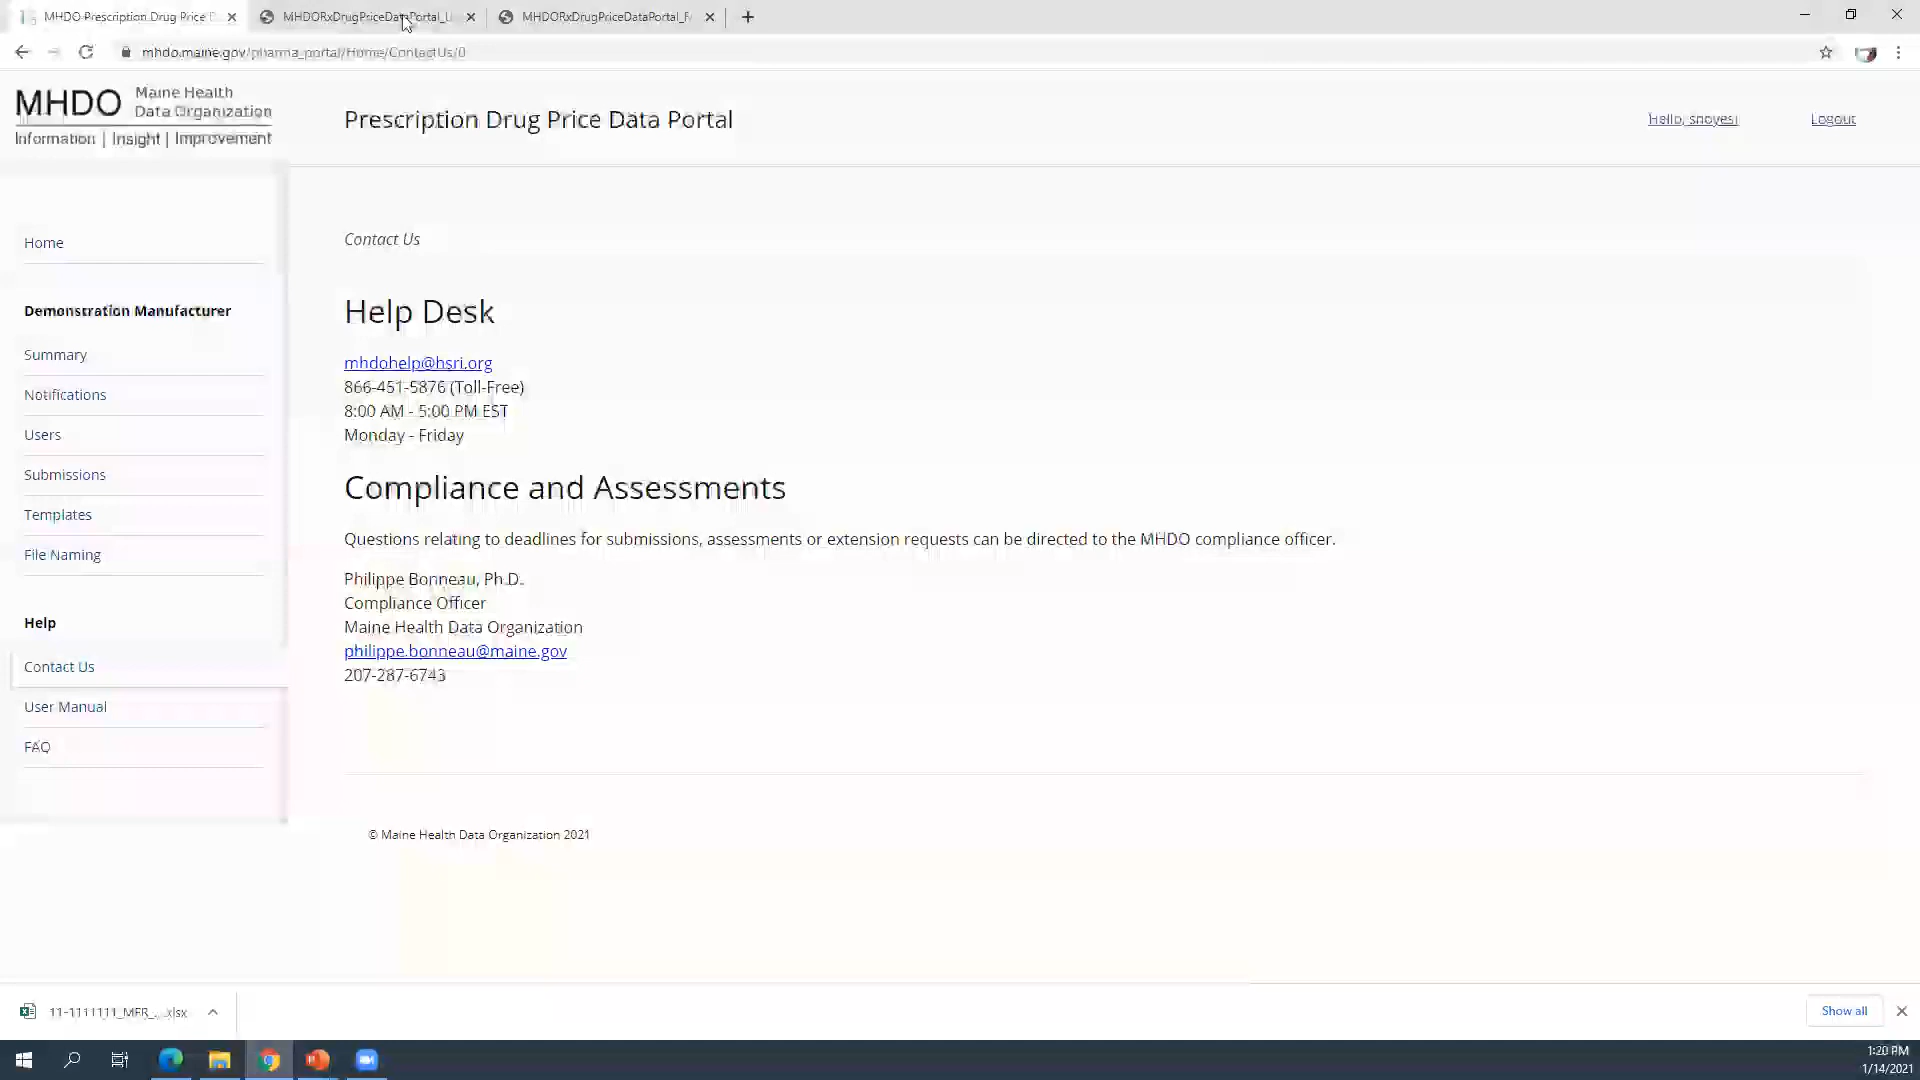 MHDO Prescription Drug Price D
MHDORxDrugPriceDataPortal_U
MHDORxDrugPriceDataPortal_F
mhdo.maine.gov/pharma_portal/Home/ContactUs/0
MHDO
Maine Health
Data Organization
Information | Insight | Improvement
Prescription Drug Price Data Portal
Hello, snoyes!
Logout
Home
Demonstration Manufacturer
Summary
Notifications
Users
Submissions
Templates
File Naming
Help
Contact Us
User Manual
FAQ
Contact Us
Help Desk
mhdohelp@hsri.org
866-451-5876 (Toll-Free)
8:00 AM - 5:00 PM EST
Monday - Friday
Compliance and Assessments
Questions relating to deadlines for submissions, assessments or extension requests can be directed to the MHDO compliance officer.
Philippe Bonneau, Ph.D.
Compliance Officer
Maine Health Data Organization
philippe.bonneau@maine.gov
207-287-6743
© Maine Health Data Organization 2021
11-1111111_MFR_....xlsx
Show all
1:20 PM
1/14/2021